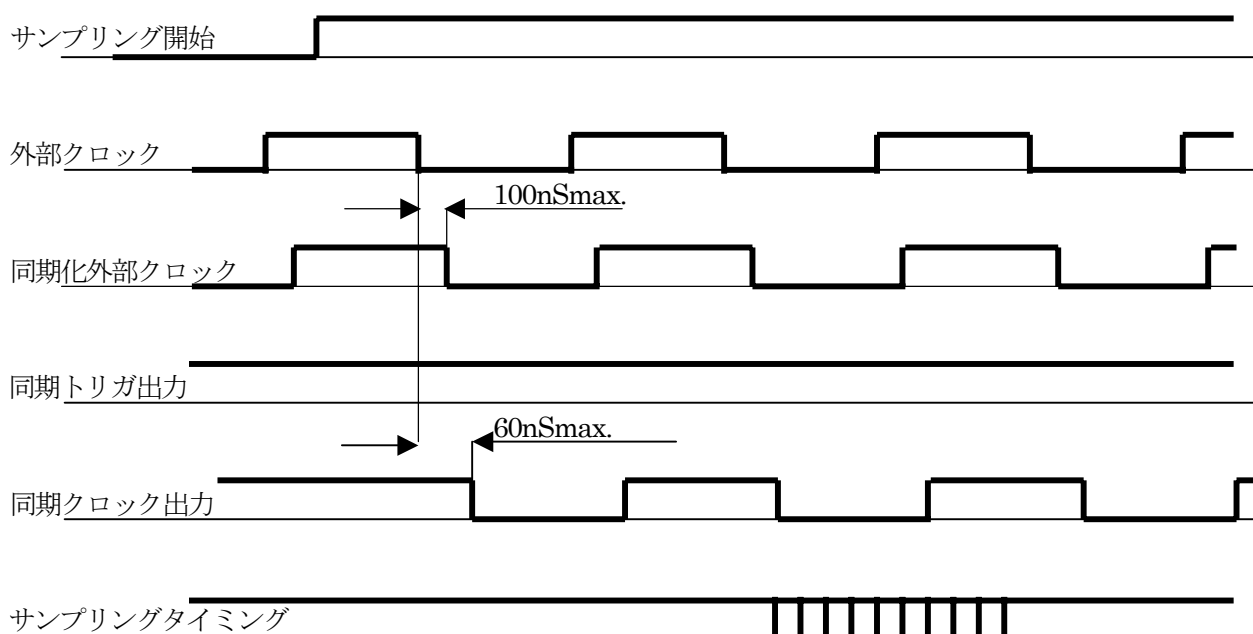 サンプリング開始
外部クロック
100nSmax.
同期化外部クロック
同期トリガ出力
60nSmax.
同期クロック出力
サンプリングタイミング